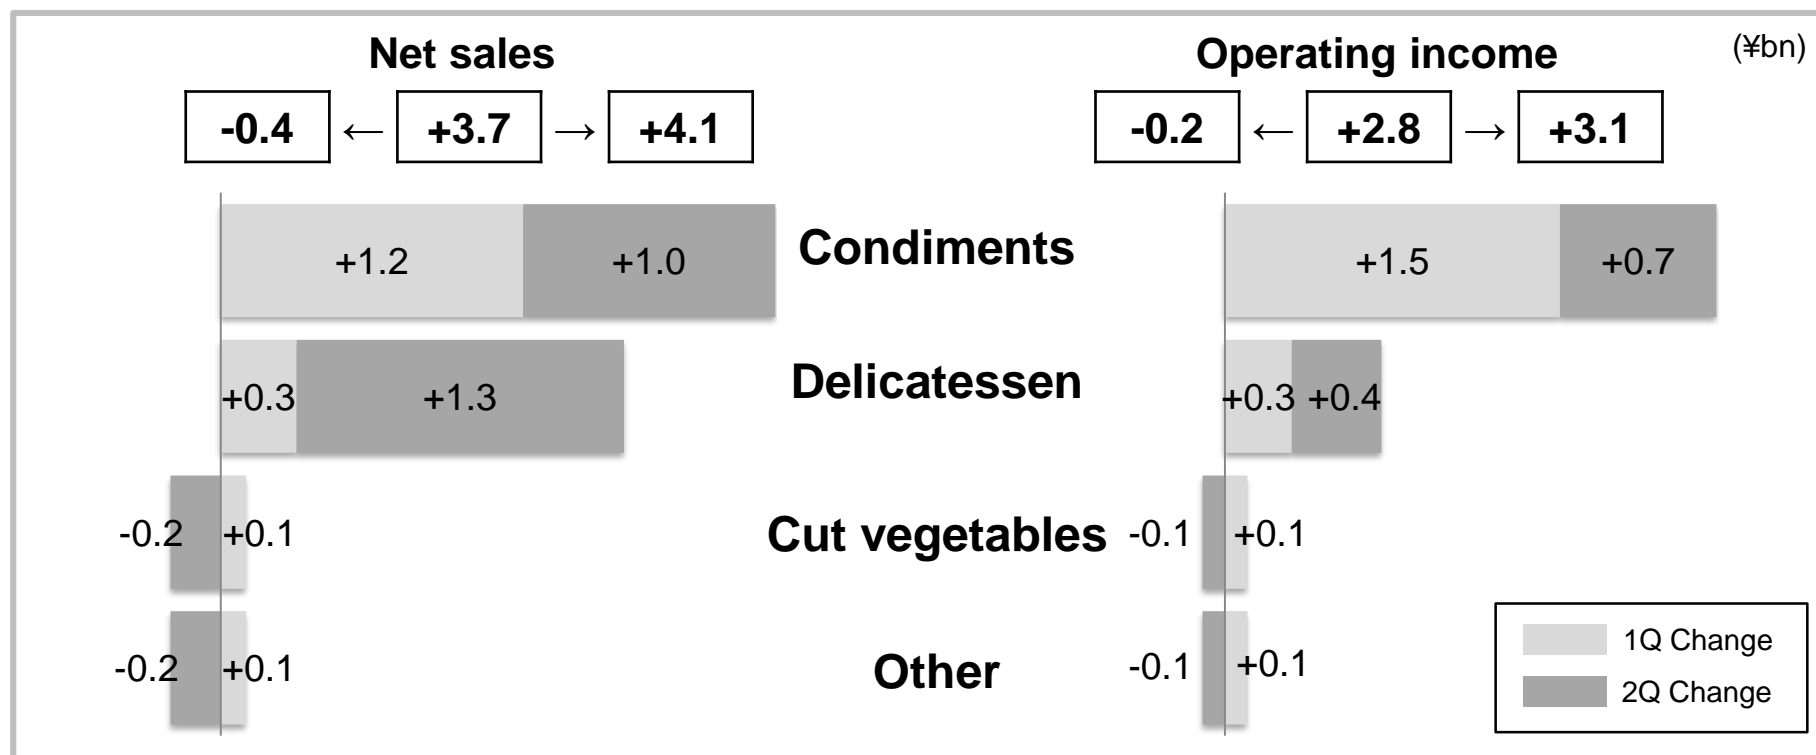 Net sales
Operating income
(¥bn)
-0.4 ← +3.7 → +4.1
-0.2 ← +2.8 → +3.1
+1.2 +1.0 Condiments +1.5 +0.7
+0.3 +1.3 Delicatessen +0.3 +0.4
-0.2 +0.1 Cut vegetables -0.1 +0.1
-0.2 +0.1 Other -0.1 +0.1
1Q Change
2Q Change